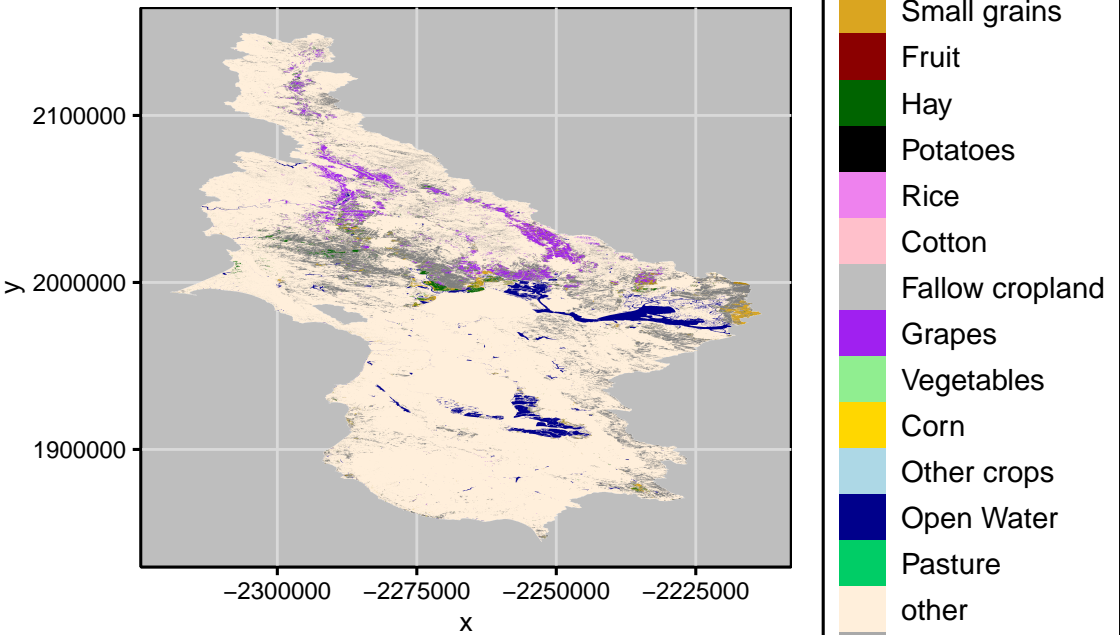 2100000
2000000
1900000
y
−2300000 −2275000 −2250000 −2225000
x
Small grains
Fruit
Hay
Potatoes
Rice
Cotton
Fallow cropland
Grapes
Vegetables
Corn
Other crops
Open Water
Pasture
other